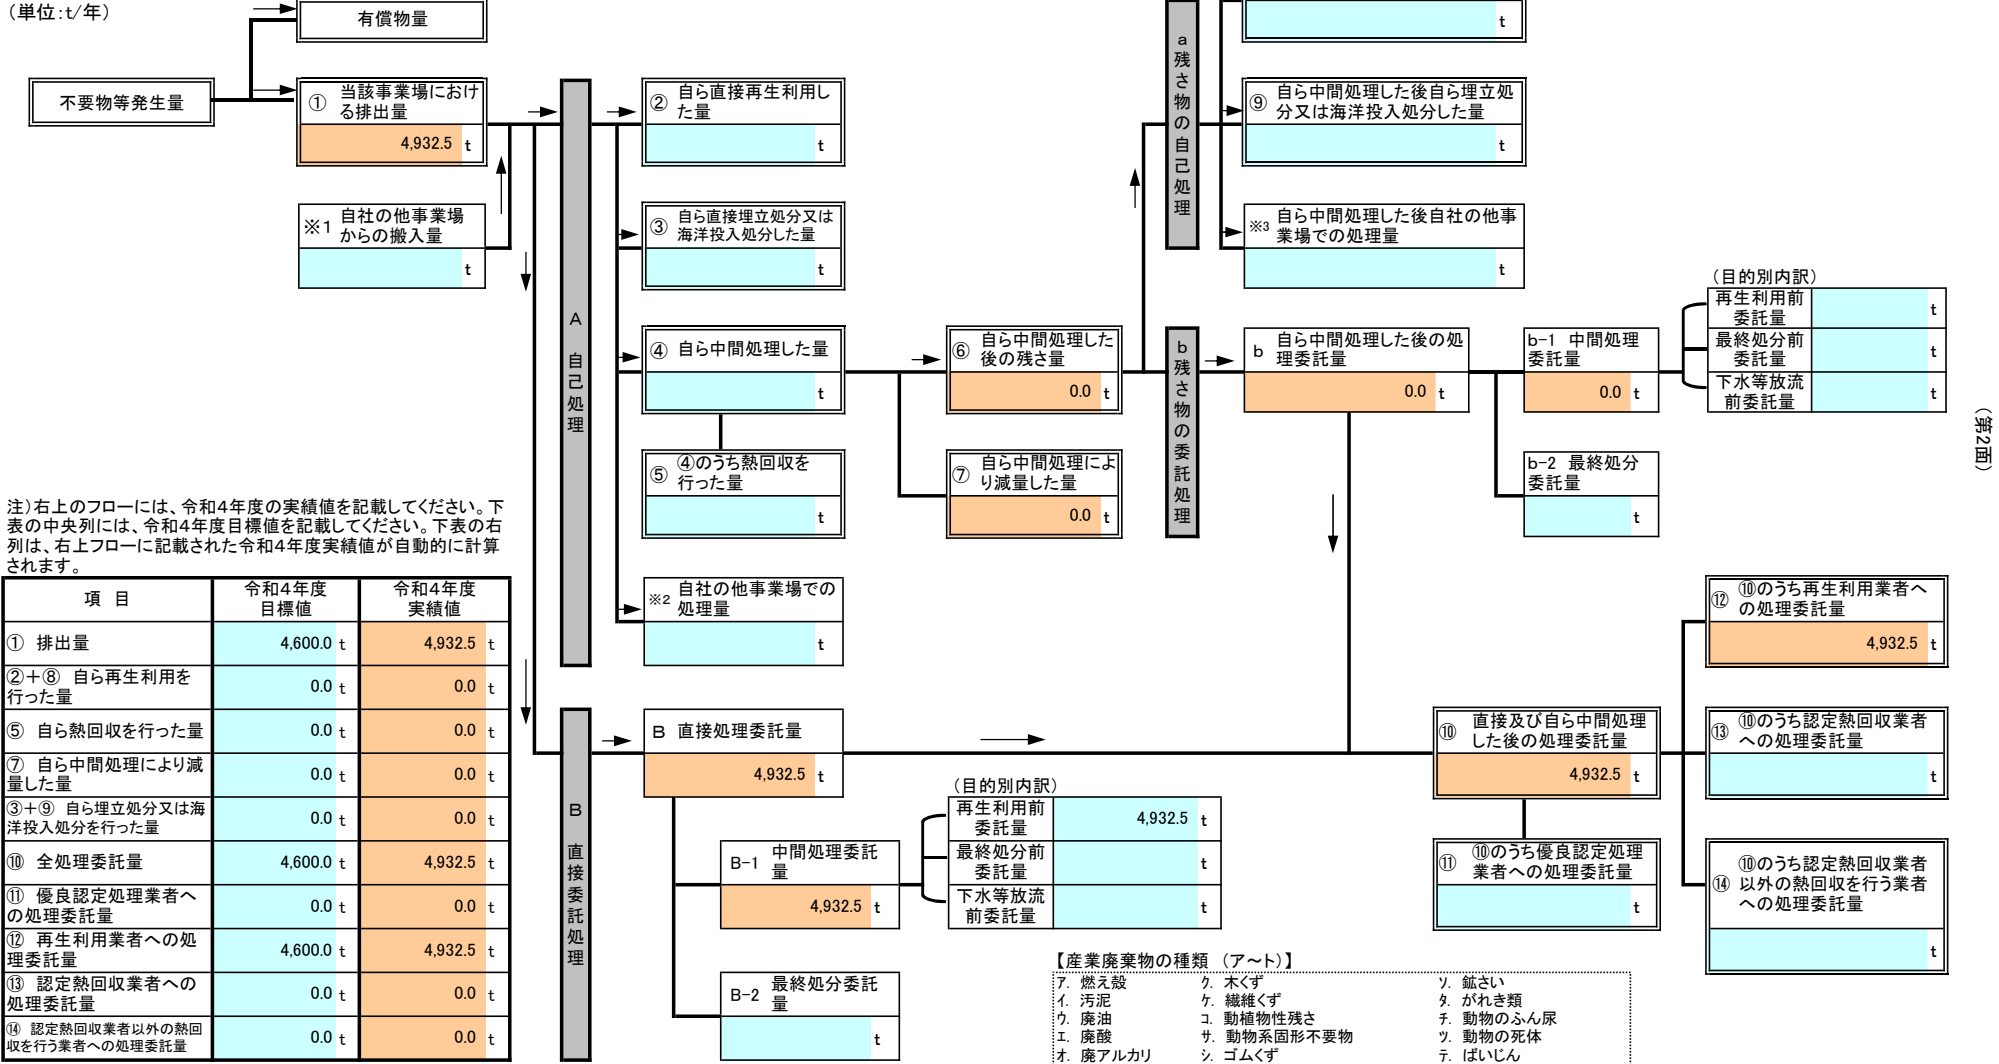 （単位：t/年）
有償物量
不要物等発生量
① 当該事業場におけ
る排出量
4,932.5 t
※1 自社の他事業場
からの搬入量
t
A 自己処理
② 自ら直接再生利用し
た量
t
③ 自ら直接埋立処分又は
海洋投入処分した量
t
④ 自ら中間処理した量
t
⑤ ④のうち熱回収を
行った量
t
※2 自社の他事業場での
処理量
t
⑥ 自ら中間処理した
後の残さ量
0.0 t
⑦ 自ら中間処理によ
り減量した量
0.0 t
a 残さ物の自己処理
t
⑨ 自ら中間処理した後自ら埋立処
分又は海洋投入処分した量
t
※3 自ら中間処理した後自社の他事
業場での処理量
t
b 残さ物の委託処理
b 自ら中間処理した後の処
理委託量
0.0 t
b-1 中間処理
委託量
0.0 t
b-2 最終処分
委託量
t
（目的別内訳）
再生利用前
委託量
t
最終処分前
委託量
t
下水等放流
前委託量
t
（第2面）
注）右上のフローには、令和４年度の実績値を記載してください。下
表の中央列には、令和４年度目標値を記載してください。下表の右
列は、右上フローに記載された令和４年度実績値が自動的に計算
されます。
項 目 令和４年度
目標値 令和４年度
実績値
① 排出量 4,600.0 t 4,932.5 t
②＋⑧ 自ら再生利用を
行った量 0.0 t 0.0 t
⑤ 自ら熱回収を行った量 0.0 t 0.0 t
⑦ 自ら中間処理により減
量した量 0.0 t 0.0 t
③＋⑨ 自ら埋立処分又は海
洋投入処分を行った量 0.0 t 0.0 t
⑩ 全処理委託量 4,600.0 t 4,932.5 t
⑪ 優良認定処理業者へ
の処理委託量 0.0 t 0.0 t
⑫ 再生利用業者への処
理委託量 4,600.0 t 4,932.5 t
⑬ 認定熱回収業者への
処理委託量 0.0 t 0.0 t
⑭ 認定熱回収業者以外の熱回
収を行う業者への処理委託量 0.0 t 0.0 t
B 直接委託処理
B 直接処理委託量
4,932.5 t
B-1 中間処理委託
量
4,932.5 t
B-2 最終処分委託
量
t
（目的別内訳）
再生利用前
委託量
4,932.5 t
最終処分前
委託量
t
下水等放流
前委託量
t
⑩ 直接及び自ら中間処理
した後の処理委託量
4,932.5 t
⑪ ⑩のうち優良認定処理
業者への処理委託量
t
⑫ ⑩のうち再生利用業者へ
の処理委託量
4,932.5 t
⑬ ⑩のうち認定熱回収業者
への処理委託量
t
⑭ ⑩のうち認定熱回収業者
以外の熱回収を行う業者
への処理委託量
t
【産業廃棄物の種類 （ア～ト）】
ア. 燃え殻 ク. 木くず ソ. 鉱さい
イ. 汚泥 ケ. 繊維くず タ. がれき類
ウ. 廃油 コ. 動植物性残さ チ. 動物のふん尿
エ. 廃酸 サ. 動物系固形不要物 ツ. 動物の死体
オ. 廃アルカリ シ. ゴムくず テ. ばいじん